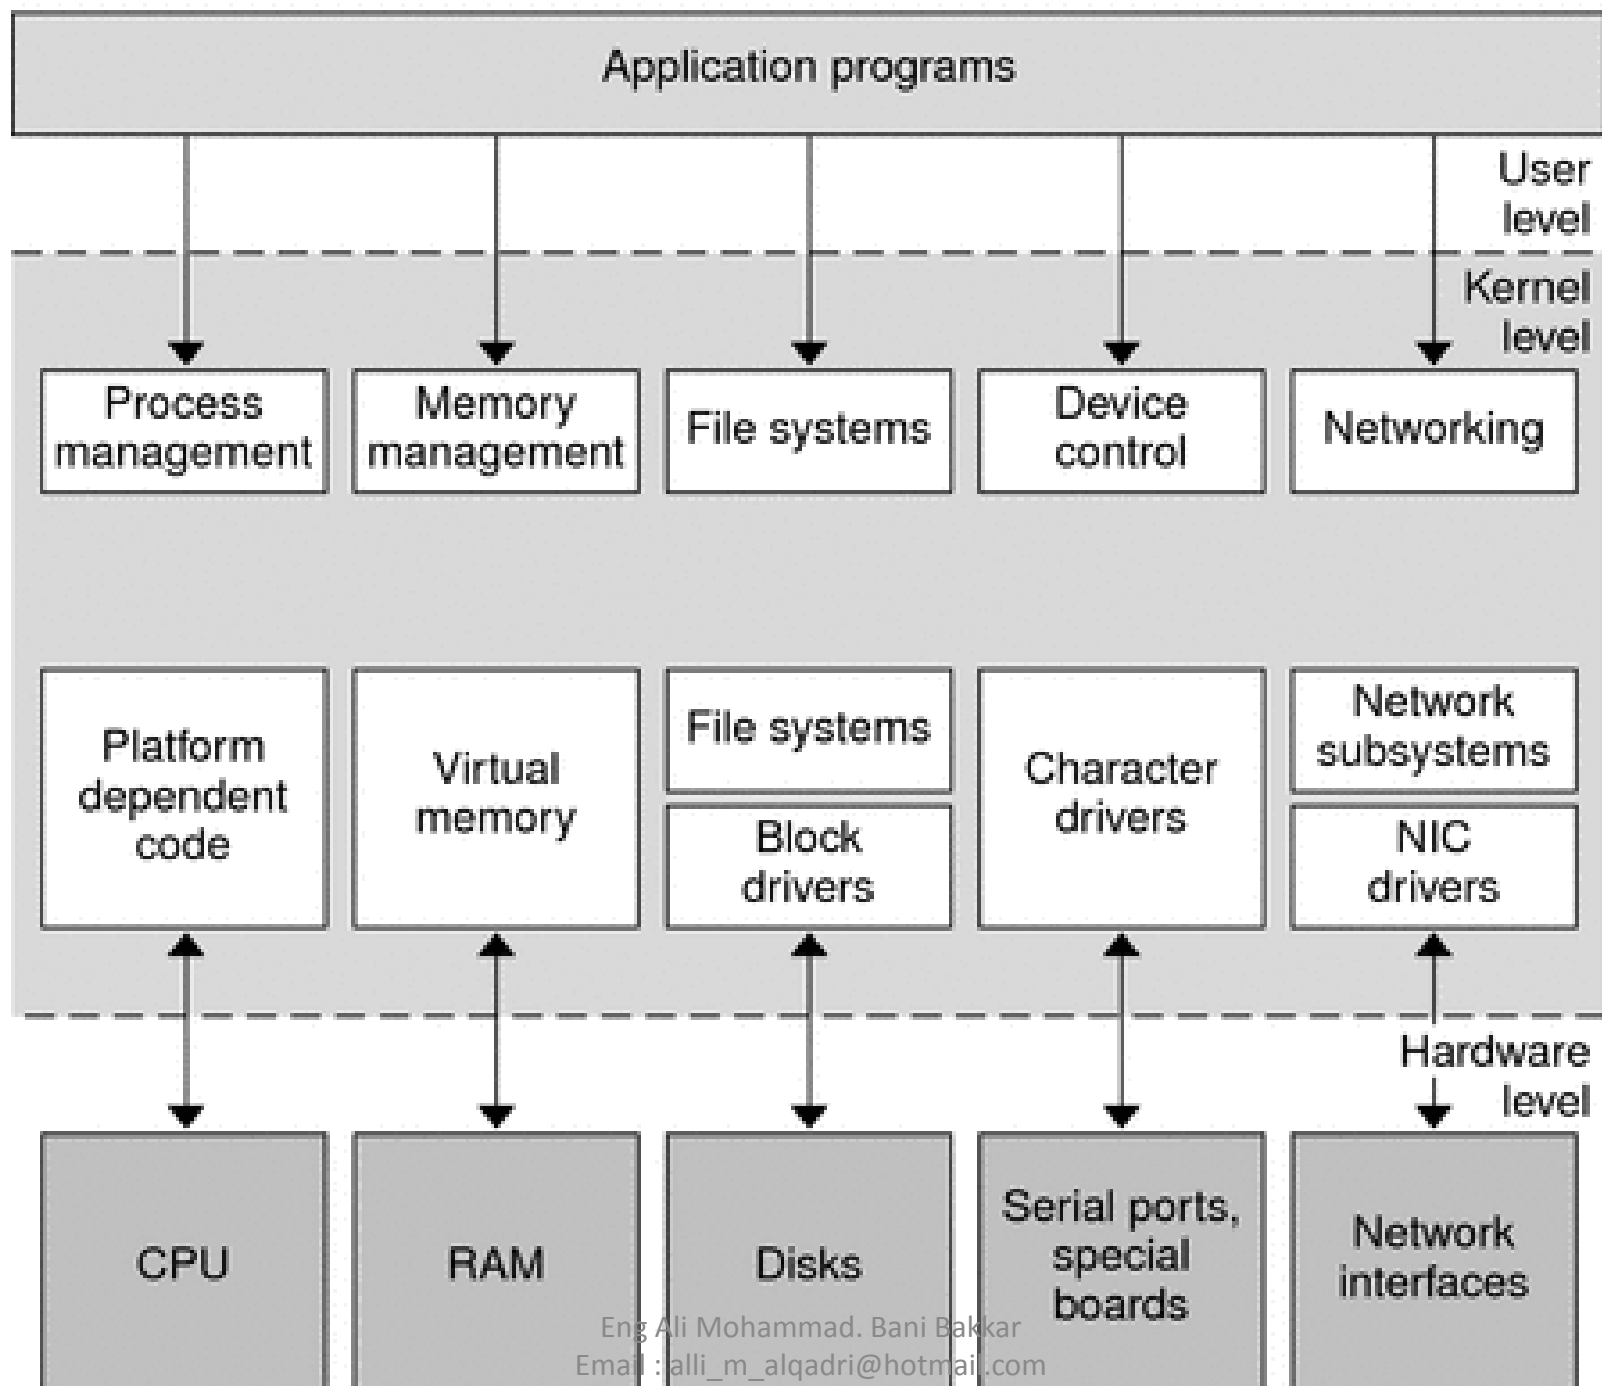 Application programs
User
level
Kernel
level
Process
management
Memory
management
File systems
Device
control
Networking
Platform
dependent
code
Virtual
memory
File systems
Block
drivers
Character
drivers
Network
subsystems
NIC
drivers
Hardware
level
CPU
RAM
Disks
Serial ports,
special
boards
Network
interfaces
Eng Ali Mohammad. Bani Bakkar
Email : alli_m_alqadri@hotmail.com